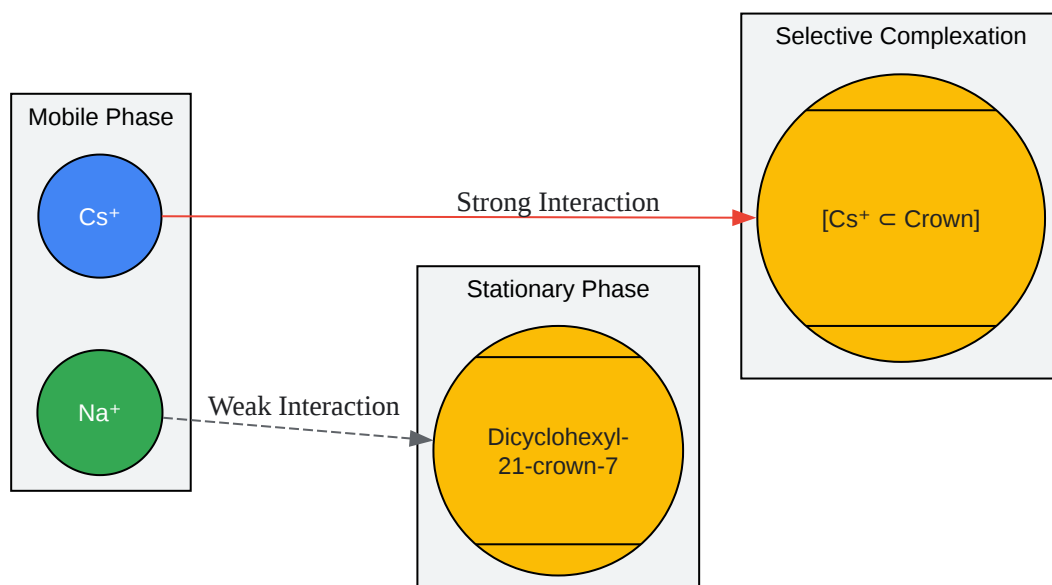 Selective Complexation
Mobile Phase
Cs⁺
Strong Interaction
[Cs⁺ ⊂ Crown]
Stationary Phase
Na⁺
Weak Interaction
Dicyclohexyl-
21-crown-7